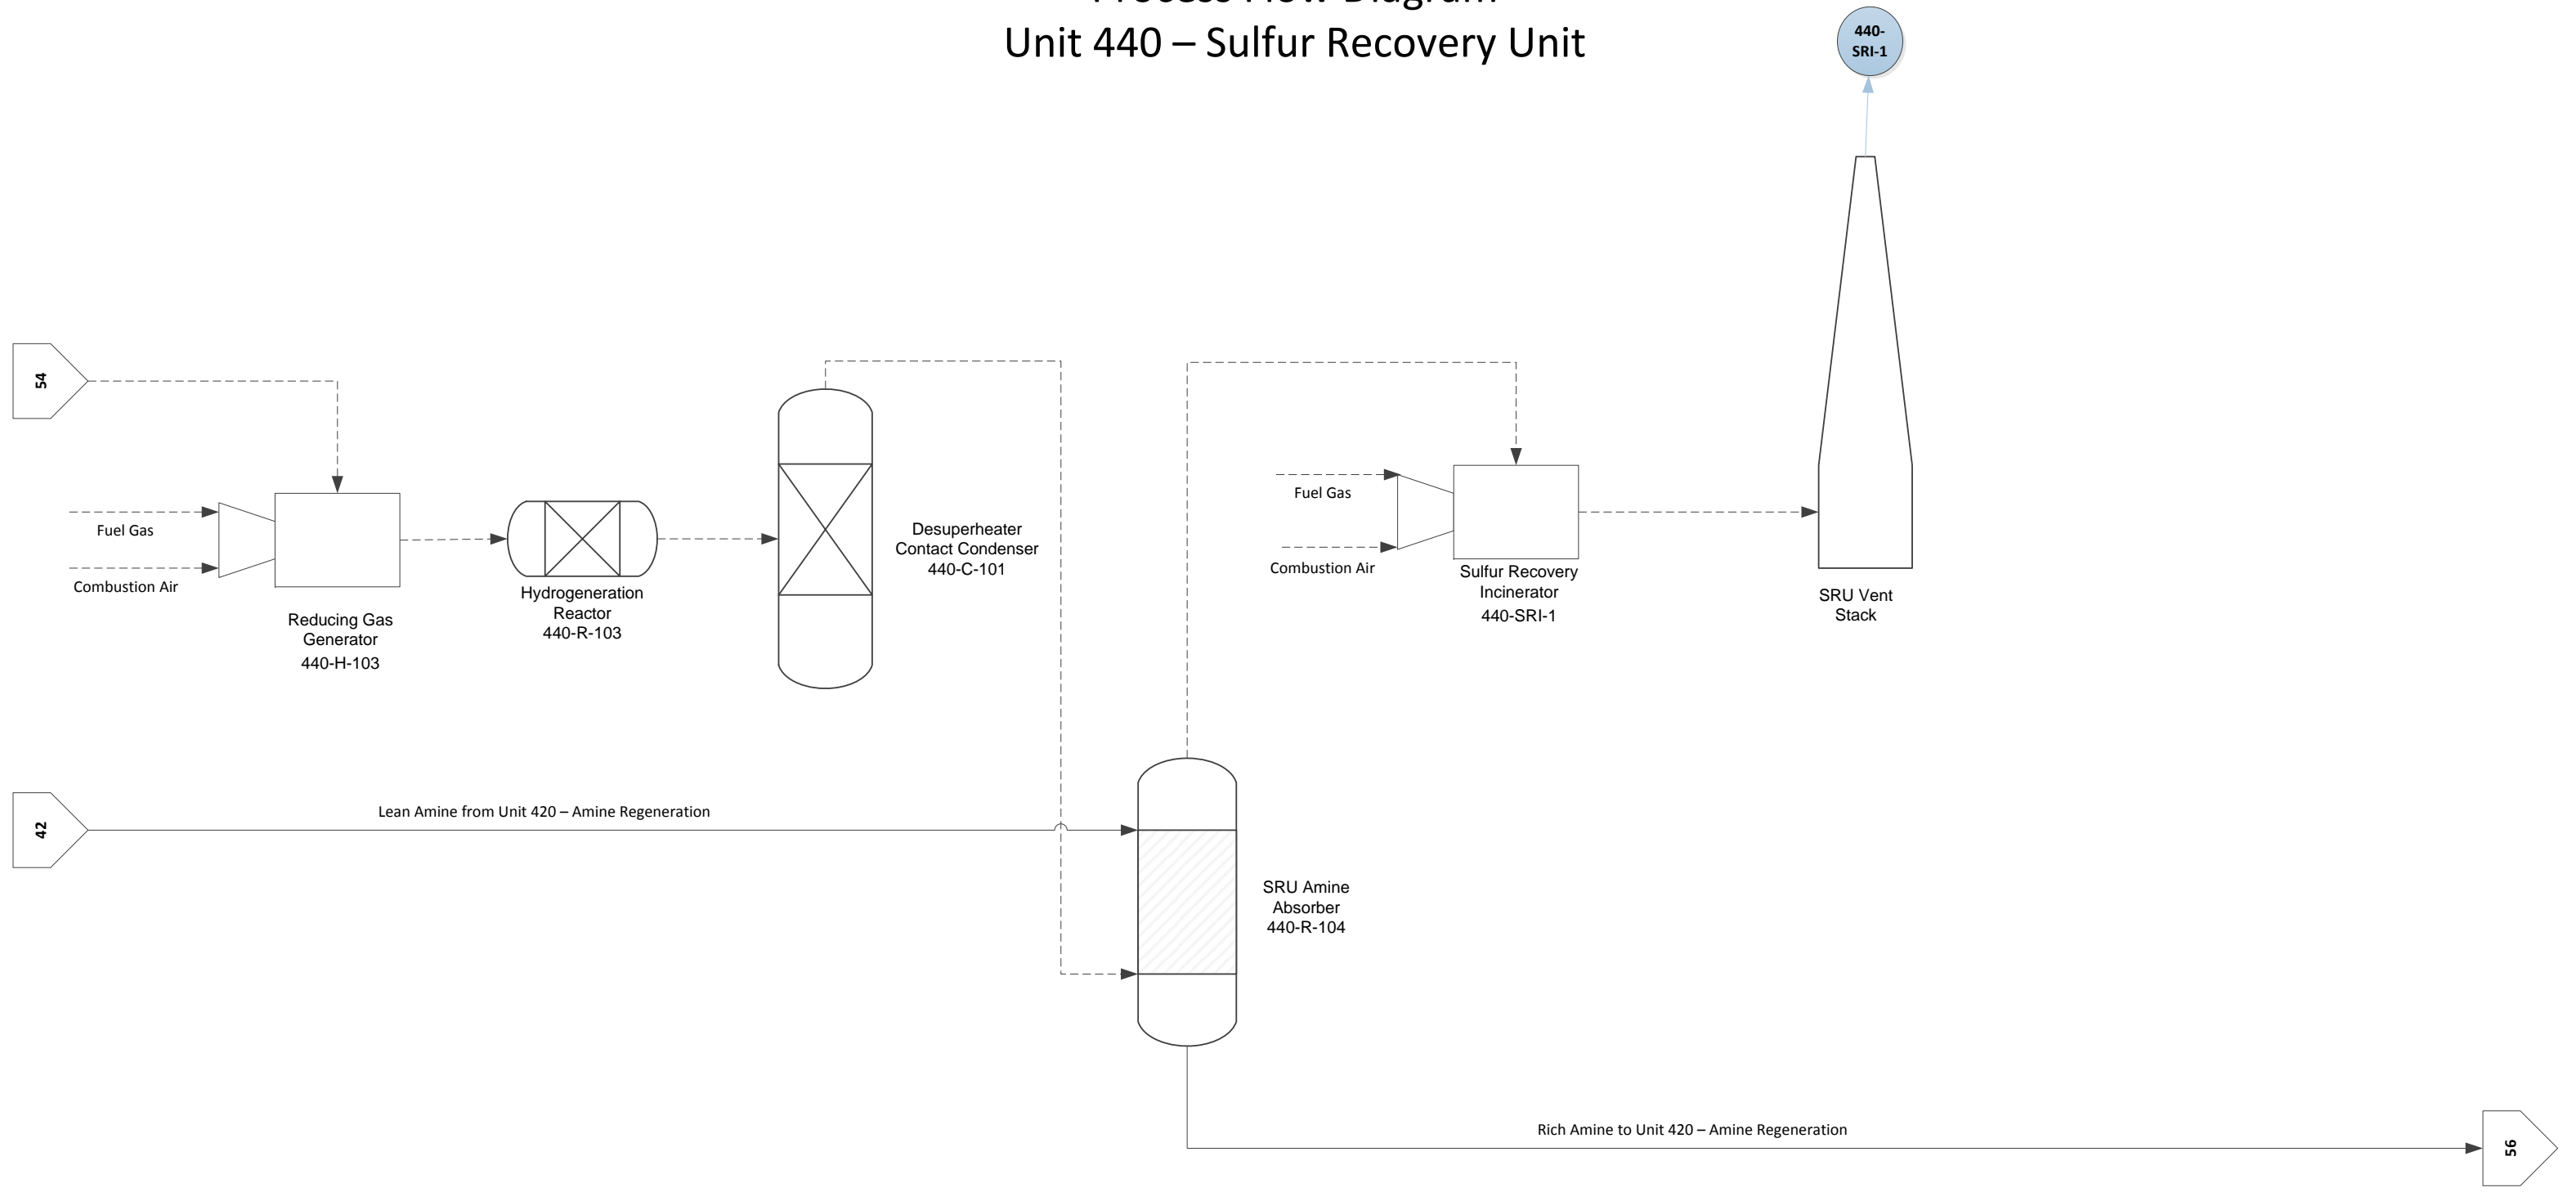 Process Flow Diagram
Unit 440 – Sulfur Recovery Unit
440-
SRI-1
54
Fuel Gas
Combustion Air
Reducing Gas
Generator
440-H-103
Hydrogeneration
Reactor
440-R-103
Desuperheater
Contact Condenser
440-C-101
Fuel Gas
Combustion Air
Sulfur Recovery
Incinerator
440-SRI-1
SRU Vent
Stack
42
Lean Amine from Unit 420 – Amine Regeneration
SRU Amine
Absorber
440-R-104
Rich Amine to Unit 420 – Amine Regeneration
56